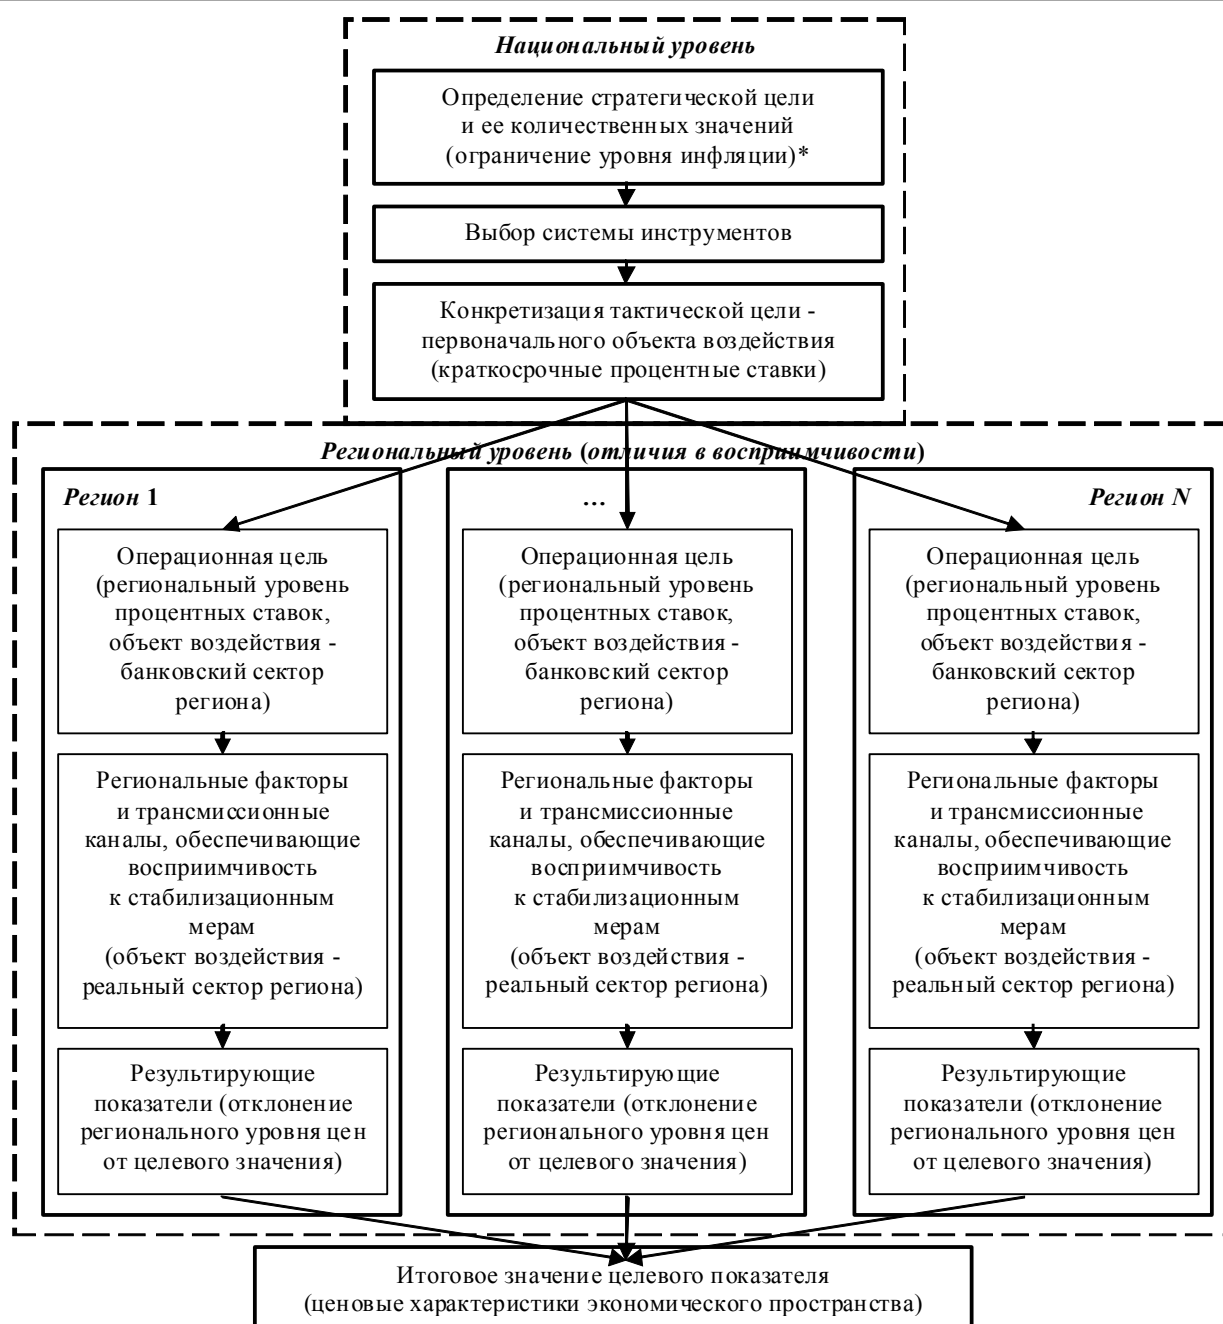 Национальный уровень
Определение стратегической цели
и ее количественных значений
(ограничение уровня инфляции)*
Выбор системы инструментов
Конкретизация тактической цели -
первоначального объекта воздействия
(краткосрочные процентные ставки)
Региональный уровень (отличия в восприимчивости)
Регион 1
Операционная цель
(региональный уровень
процентных ставок,
объект воздействия -
банковский сектор
региона)
Региональные факторы
и трансмиссионные
каналы, обеспечивающие
восприимчивость
к стабилизационным
мерам
(объект воздействия -
реальный сектор региона)
Результирующие
показатели (отклонение
регионального уровня цен
от целевого значения)
...
Операционная цель
(региональный уровень
процентных ставок,
объект воздействия -
банковский сектор
региона)
Региональные факторы
и трансмиссионные
каналы, обеспечивающие
восприимчивость
к стабилизационным
мерам
(объект воздействия -
реальный сектор региона)
Результирующие
показатели (отклонение
регионального уровня цен
от целевого значения)
Регион N
Операционная цель
(региональный уровень
процентных ставок,
объект воздействия -
банковский сектор
региона)
Региональные факторы
и трансмиссионные
каналы, обеспечивающие
восприимчивость
к стабилизационным
мерам
(объект воздействия -
реальный сектор региона)
Результирующие
показатели (отклонение
регионального уровня цен
от целевого значения)
Итоговое значение целевого показателя
(ценовые характеристики экономического пространства)